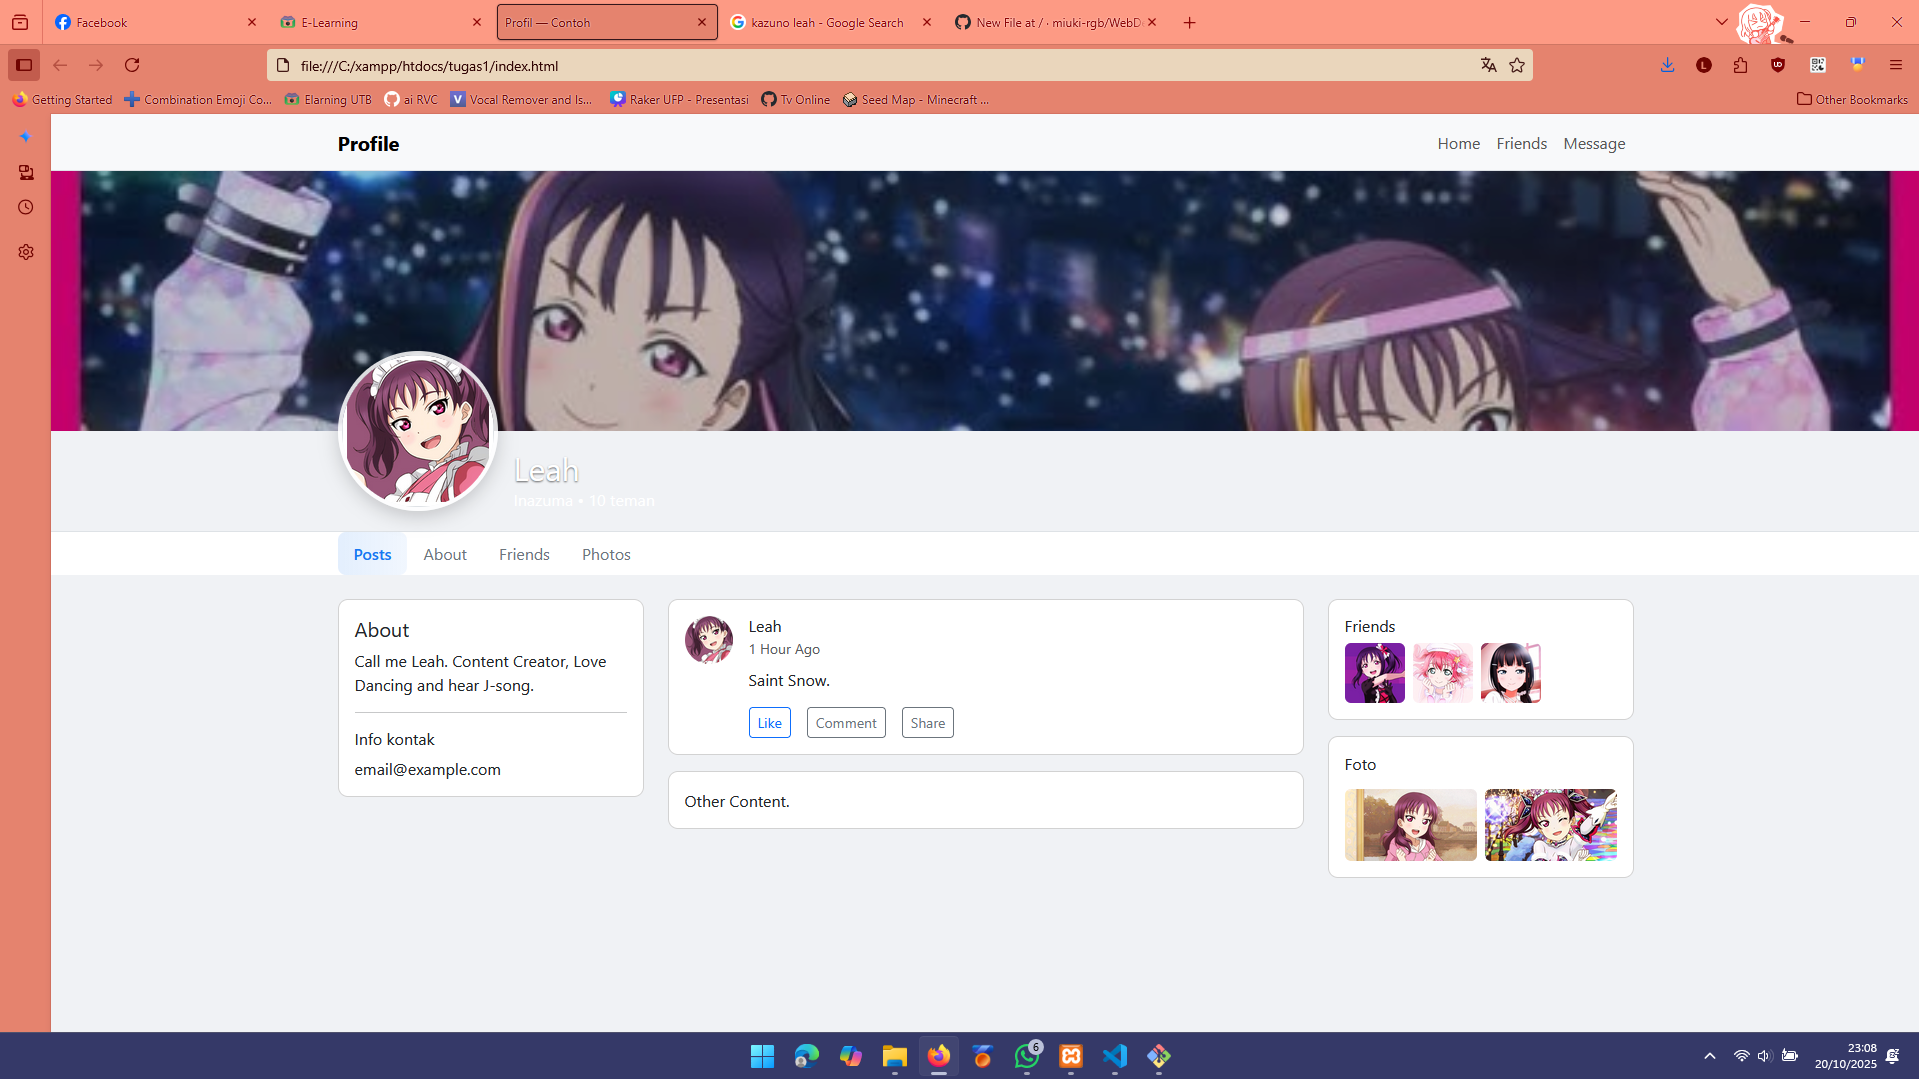 Facebook
E-Learning
Profil — Contoh
kazuno leah - Google Search
New File at / · miuki-rgb/WebD
file:///C:/xampp/htdocs/tugas1/index.html
Getting Started
Combination Emoji Co...
Elarning UTB
ai RVC
Vocal Remover and Is...
Raker UFP - Presentasi
Tv Online
Seed Map - Minecraft ...
Other Bookmarks
Profile
Home
Friends
Message
Leah
Inazuma • 10 teman
Posts
About
Friends
Photos
About
Call me Leah. Content Creator, Love
Dancing and hear J-song.
Info kontak
email@example.com
Leah
1 Hour Ago
Saint Snow.
Like
Comment
Share
Other Content.
Friends
Foto
6
23:08
20/10/2025